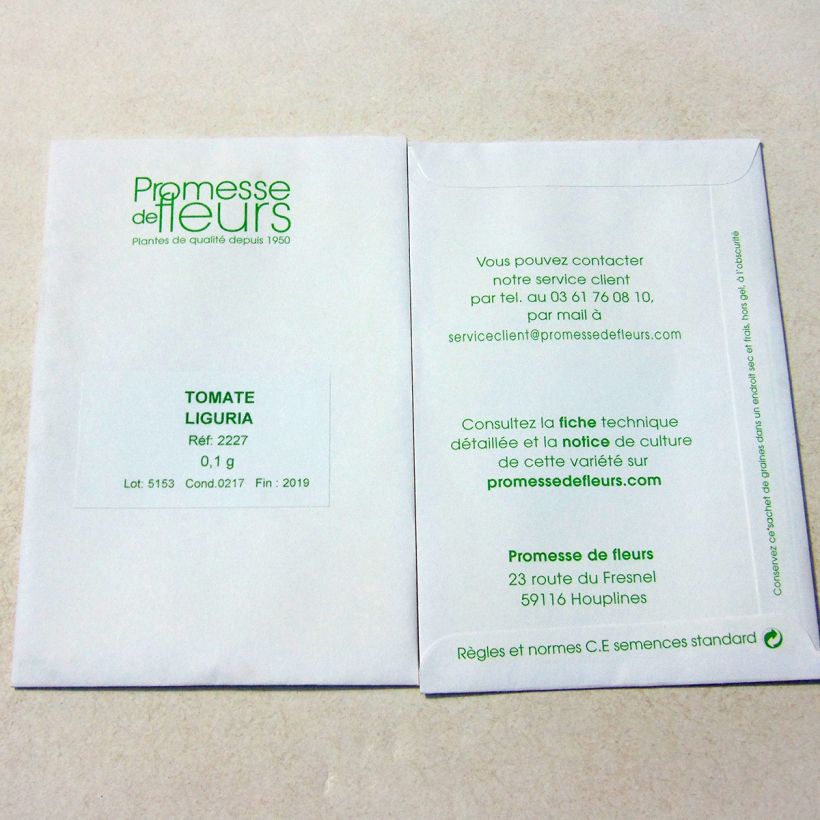 Promesse
de fleurs
Plantes de qualité depuis 1950
TOMATE
LIGURIA
Réf: 2227
0,1 g
Lot: 5153 Cond.0217 Fin : 2019
Vous pouvez contacter
notre service client
par tel. au 03 61 76 08 10,
par mail à
serviceclient@promessedefleurs.com
Consultez la fiche technique
détaillée et la notice de culture
de cette variété sur
promessedefleurs.com
Promesse de fleurs
23 route du Fresnel
59116 Houplines
Règles et normes C.E semences standard
Conservez ce sachet de graines dans un endroit sec et frais, hors gel, à l'obscurité